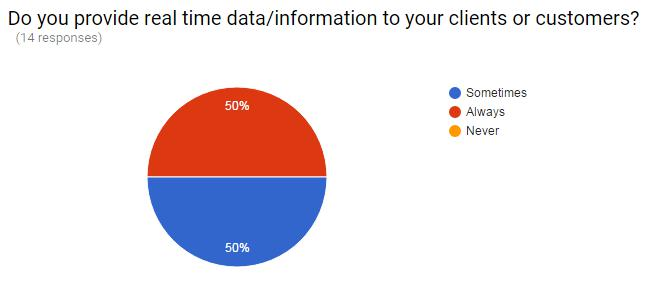 Do you provide real time data/information to your clients or customers?
(14 responses)
50%
50%
Sometimes
Always
Never